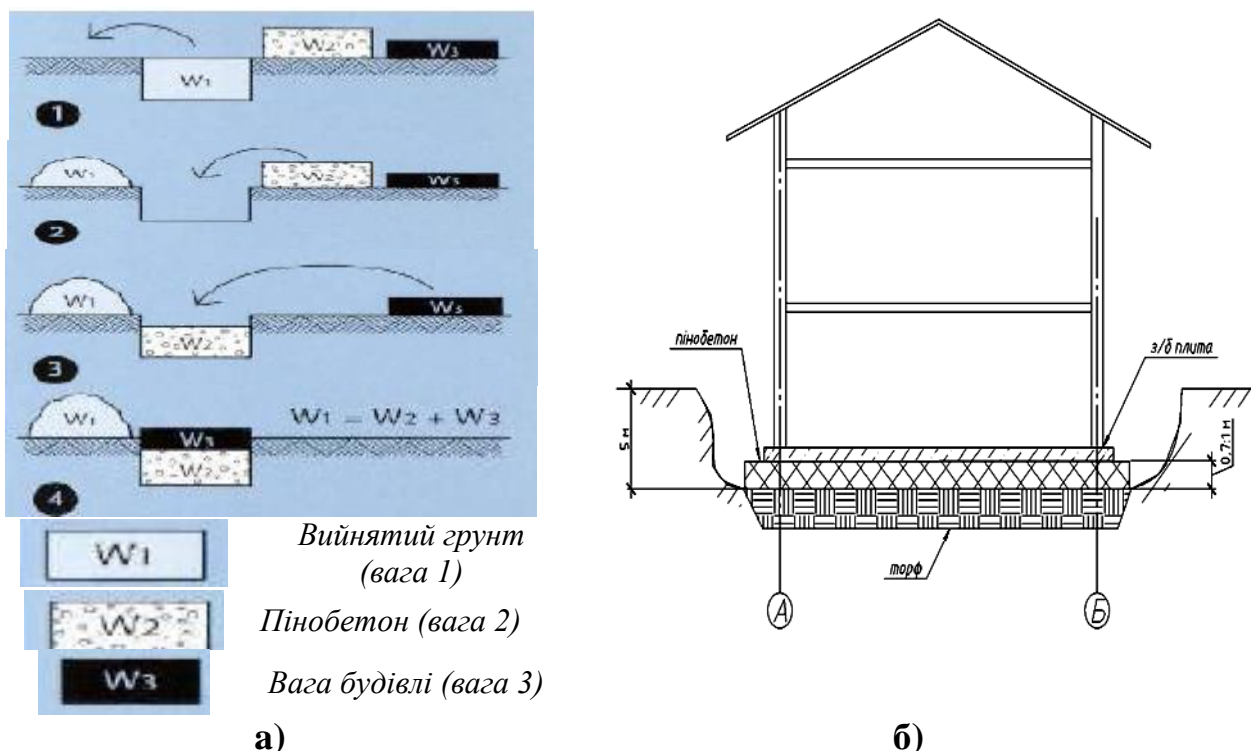 W1
W2
W3
1
W1
W2
W3
2
W1
W2
W3
3
W1
W3
W2
W1 = W2 + W3
4
W1
Вийнятий грунт
(вага 1)
W2
Пінобетон (вага 2)
W3
Вага будівлі (вага 3)
а)
пінобетон
з/б плита
5 м
0.7÷1 м
торф
А
Б
б)